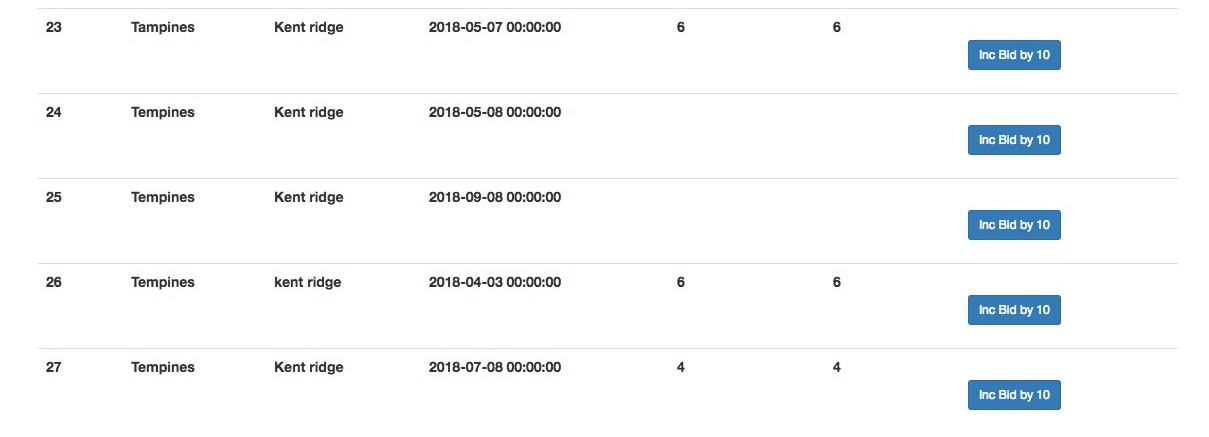 23 Tampines Kent ridge 2018-05-07 00:00:00 6 6
Inc Bid by 10
24 Tempines Kent ridge 2018-05-08 00:00:00
Inc Bid by 10
25 Tempines Kent ridge 2018-09-08 00:00:00
Inc Bid by 10
26 Tempines kent ridge 2018-04-03 00:00:00 6 6
Inc Bid by 10
27 Tempines Kent ridge 2018-07-08 00:00:00 4 4
Inc Bid by 10